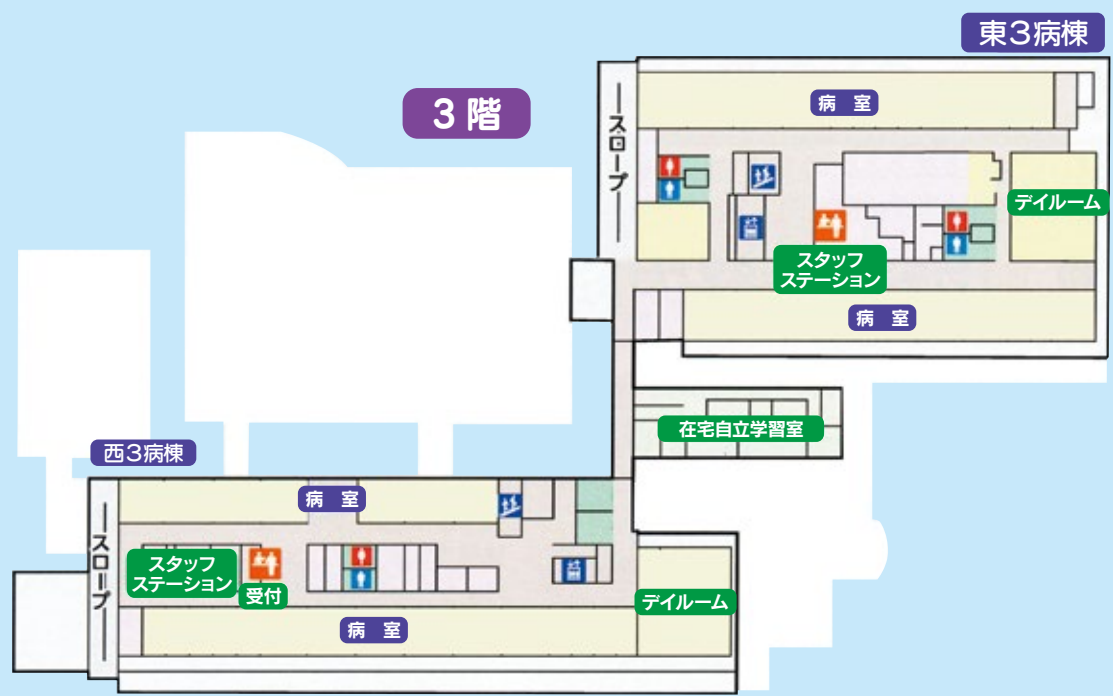 東3病棟
3階
病 室
スロープ
デイルーム
スタッフ
ステーション
病 室
在宅自立学習室
西3病棟
病 室
スロープ
スタッフ
ステーション
受付
デイルーム
病 室